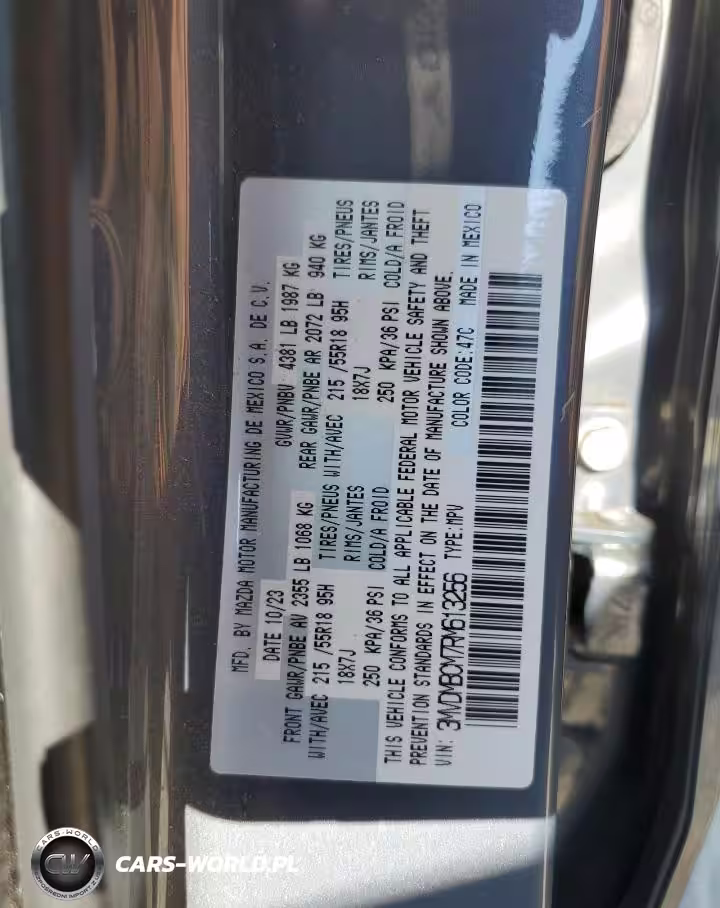 MFD. BY MAZDA MOTOR MANUFACTURING DE MEXICO S.A. DE C.V.
DATE 10/23 GVWR/PNBV 4381 LB 1987 KG
FRONT GAWR/PNBE AV 2355 LB 1068 KG REAR GAWR/PNBE AR 2072 LB 940 KG
WITH/AVEC 215 /55R18 95H TIRES/PNEUS WITH/AVEC 215 /55R18 95H TIRES/PNEUS
18X7J RIMS/JANTES 18X7J RIMS/JANTES
250 KPA/36 PSI COLD/A FROID 250 KPA/36 PSI COLD/A FROID
THIS VEHICLE CONFORMS TO ALL APPLICABLE FEDERAL MOTOR VEHICLE SAFETY AND THEFT
PREVENTION STANDARDS IN EFFECT ON THE DATE OF MANUFACTURE SHOWN ABOVE.
VIN: 3MVDMBCM7RM613256 TYPE:MPV COLOR CODE:47C MADE IN MEXICO
CARS-WORLD
CW
CARS-WORLD.PL